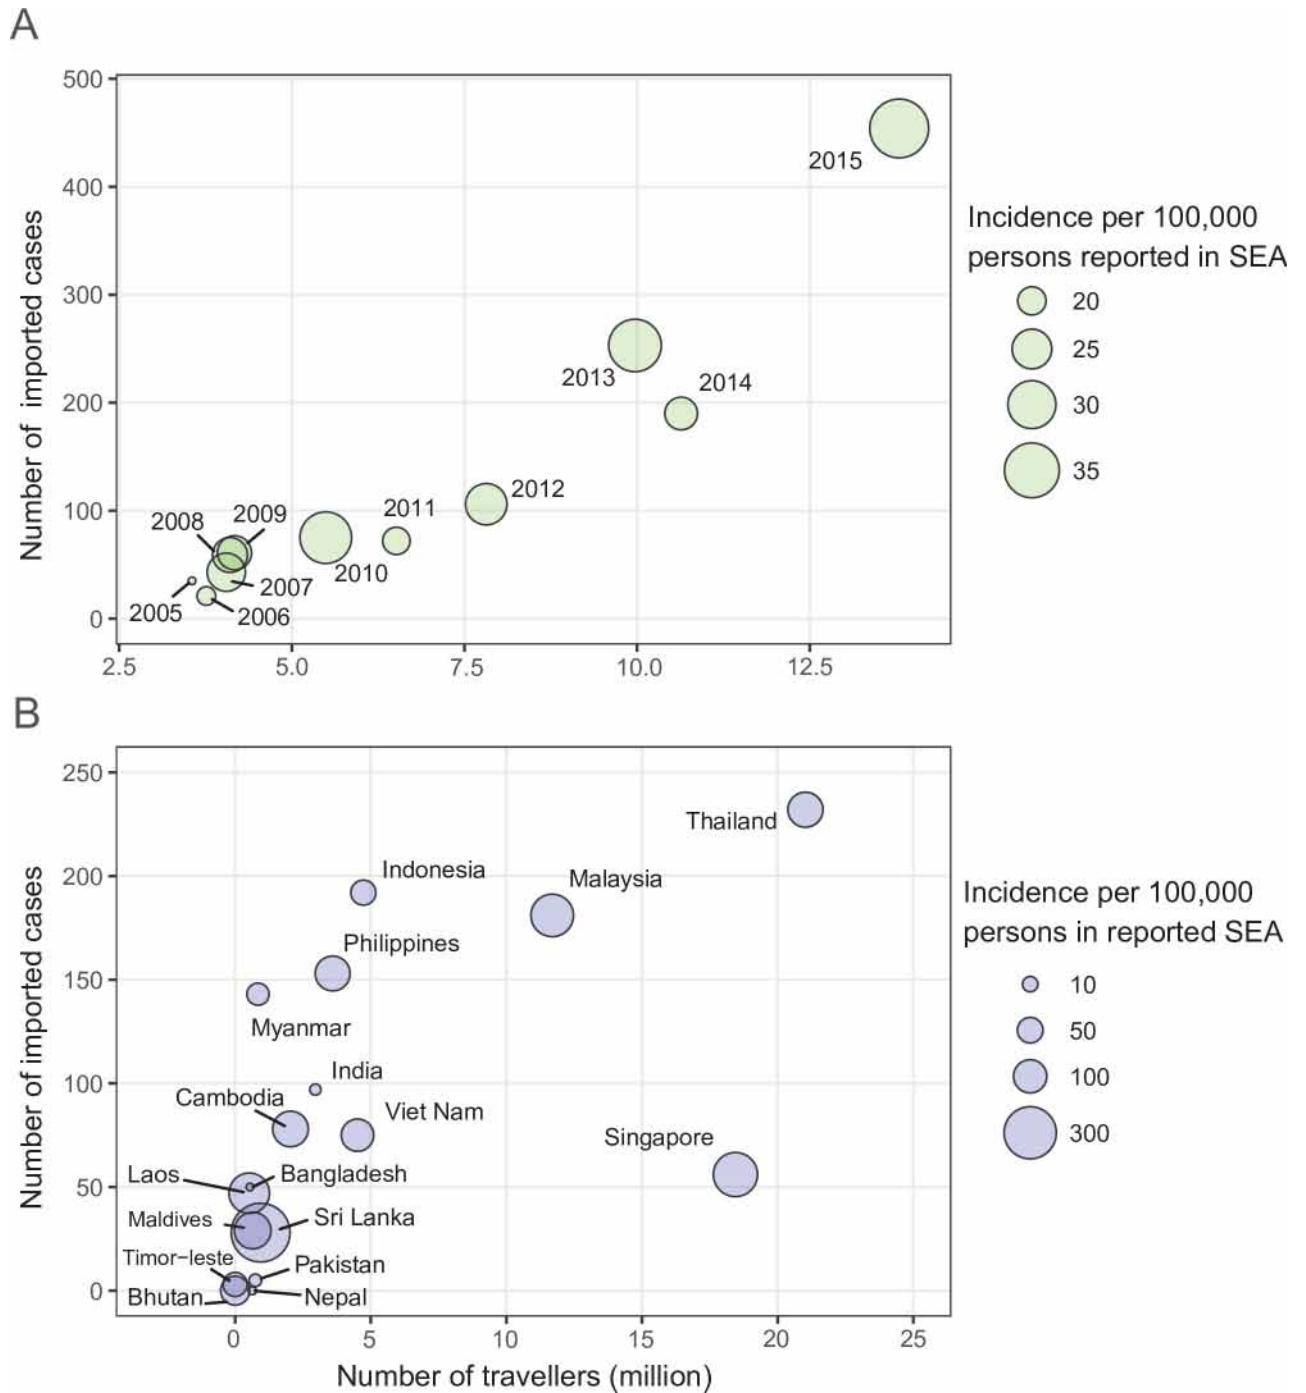 A
500
400
300
200
100
0
Number of imported cases
2015
2013
2014
2012
2011
2010
2009
2008
2007
2005
2006
2.5 5.0 7.5 10.0 12.5
Incidence per 100,000
persons reported in SEA
20
25
30
35
B
250
200
150
100
50
0
Number of imported cases
Thailand
Indonesia
Malaysia
Philippines
Myanmar
India
Cambodia
Viet Nam
Singapore
Laos
Bangladesh
Maldives
Sri Lanka
Timor−leste
Pakistan
Bhutan
Nepal
0 5 10 15 20 25
Number of travellers (million)
Incidence per 100,000
persons in reported SEA
10
50
100
300